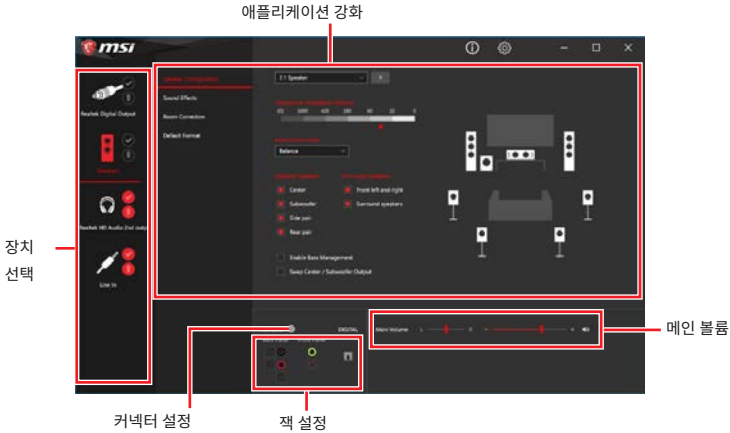 애플리케이션 강화
msi
Realtek Digital Output
Speakers
Realtek HD Audio 2nd output
Line In
Speaker Configuration
Sound Effects
Room Correction
Default Format
7.1 Speaker
Balance
Center
Subwoofer
Side pair
Rear pair
Front left and right
Surround speakers
Enable Bass Management
Swap Center / Subwoofer Output
DIGITAL
Main Volume
L
R
-
+
장치
선택
메인 볼륨
커넥터 설정
잭 설정